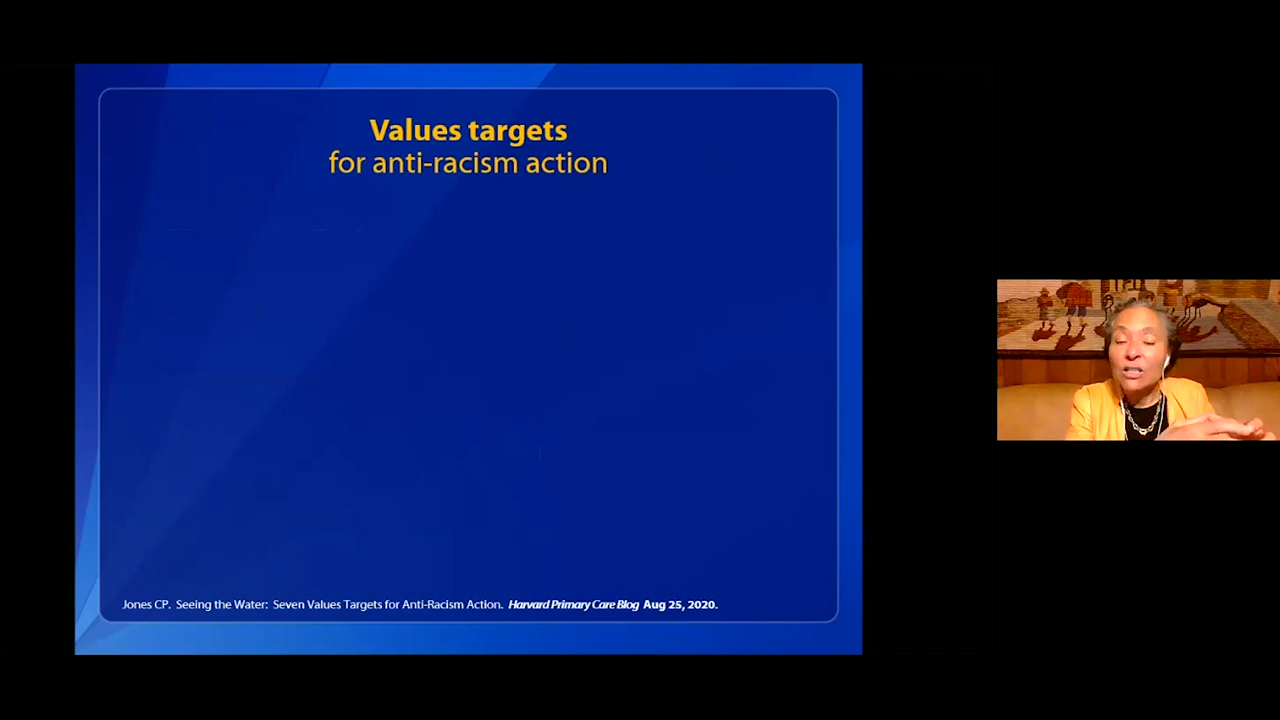 Values targets
for anti-racism action
Jones CP. Seeing the Water: Seven Values Targets for Anti-Racism Action. Harvard Primary Care Blog Aug 25, 2020.